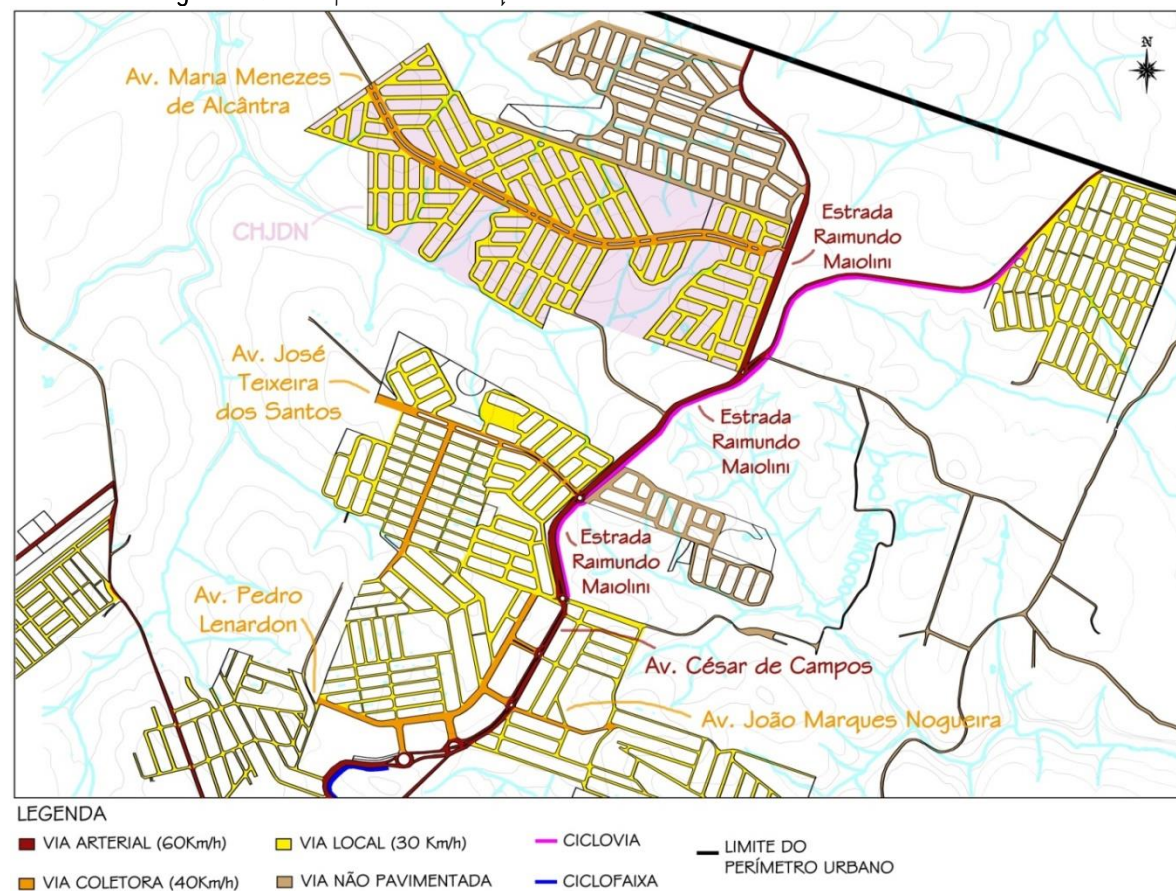 N
Av. Maria Menezes
de Alcântra
Estrada
Raimundo
Maiolini
CHJDN
Av. José
Teixeira
dos Santos
Estrada
Raimundo
Maiolini
Estrada
Raimundo
Maiolini
Av. Pedro
Lenardon
Av. César de Campos
Av. João Marques Nogueira
LEGENDA
VIA ARTERIAL (60Km/h)
VIA LOCAL (30 Km/h)
CICLOVIA
LIMITE DO
PERÍMETRO URBANO
VIA COLETORA (40Km/h)
VIA NÃO PAVIMENTADA
CICLOFAIXA